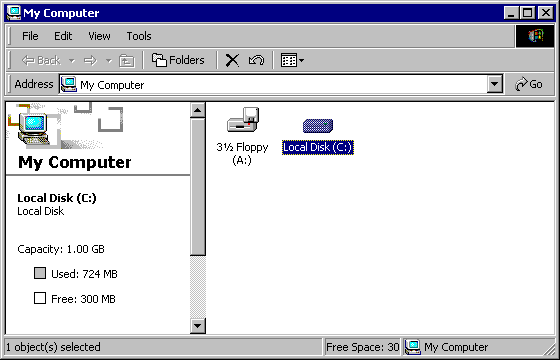 My Computer
File Edit View Tools
Back Folders
Address My Computer Go
My Computer
Local Disk (C:)
Local Disk
Capacity: 1.00 GB
Used: 724 MB
Free: 300 MB
3½ Floppy
(A:)
Local Disk (C:)
1 object(s) selected Free Space: 30 My Computer